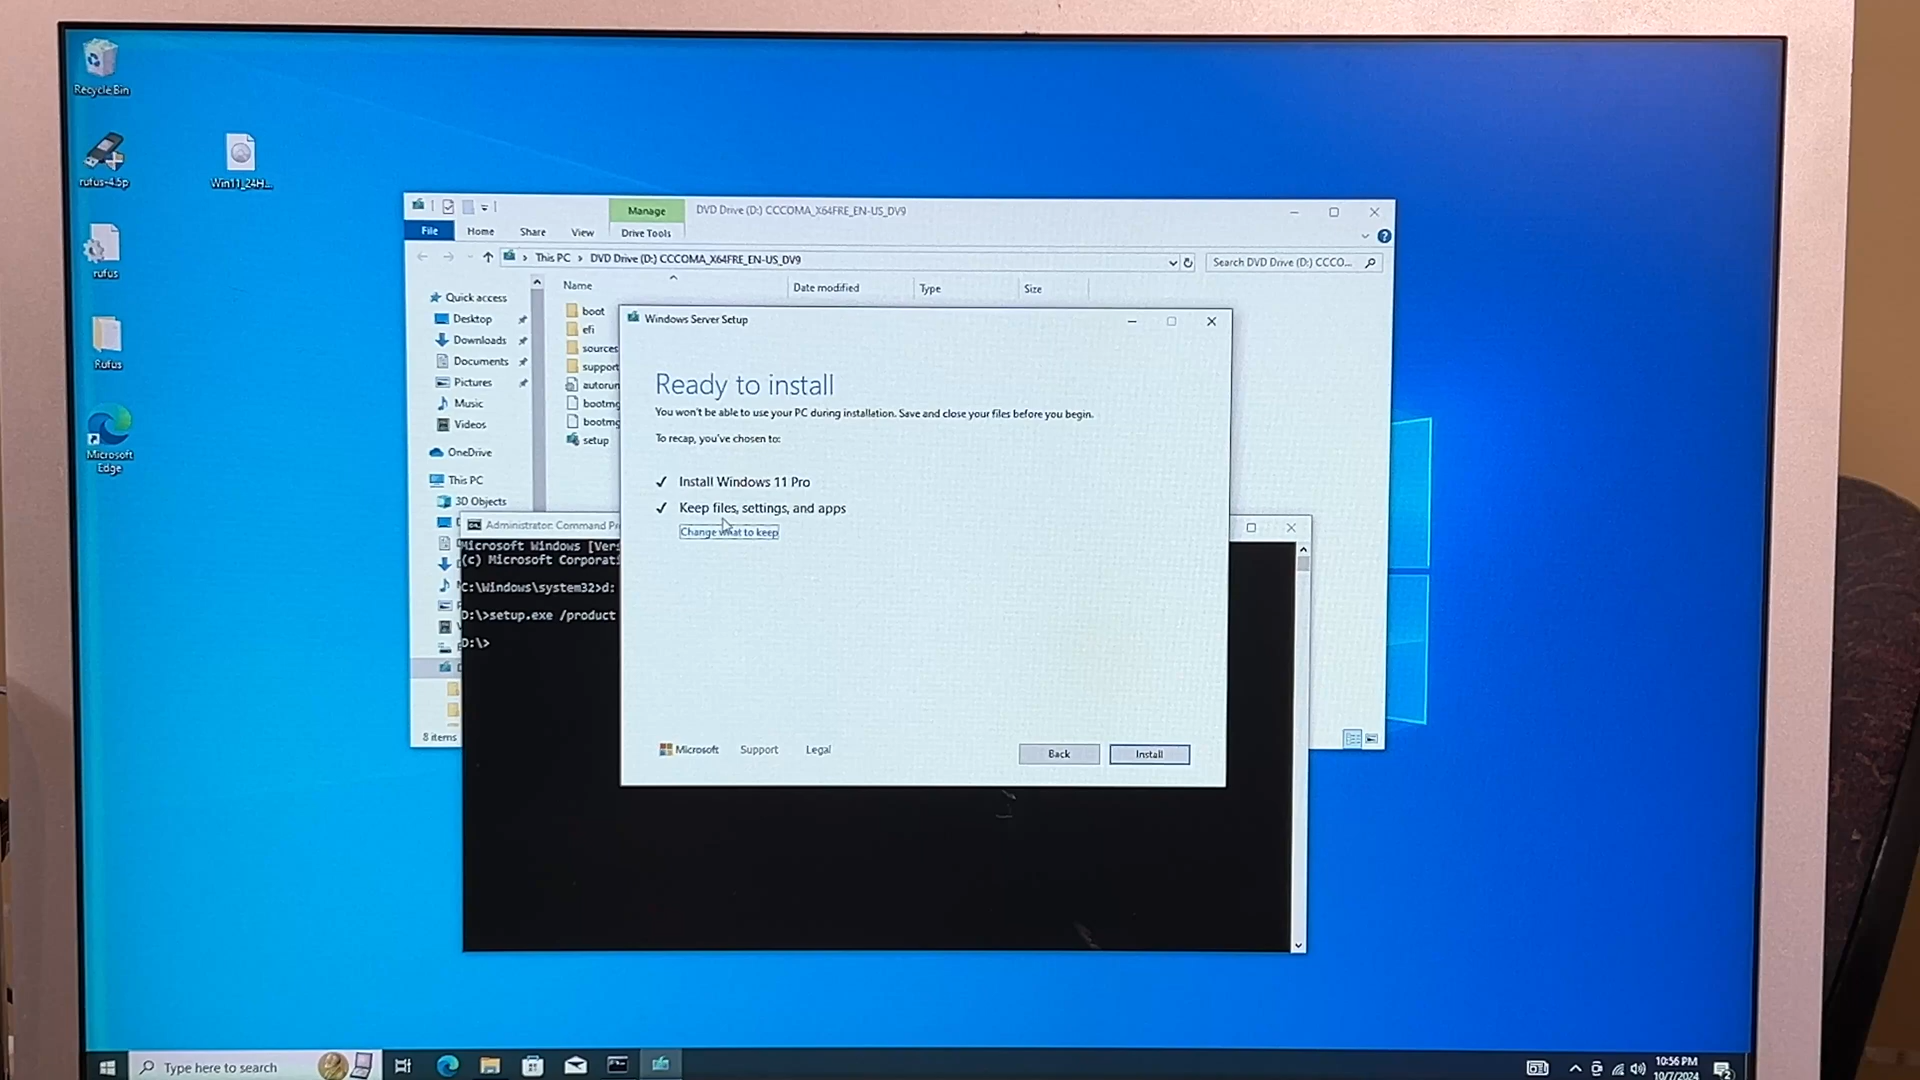 Recycle Bin
rufus-4.5p
Win11_24H...
rufus
Rufus
Microsoft
Edge
Manage
DVD Drive (D:) CCCOMA_X64FRE_EN-US_DV9
File
Home
Share
View
Drive Tools
This PC
DVD Drive (D:) CCCOMA_X64FRE_EN-US_DV9
Search DVD Drive (D:) CCCO...
Name
Date modified
Type
Size
Quick access
Desktop
Downloads
Documents
Pictures
Music
Videos
OneDrive
This PC
3D Objects
boot
efi
sources
support
autorun
bootmg
bootmg
setup
8 items
Windows Server Setup
Ready to install
You won't be able to use your PC during installation. Save and close your files before you begin.
To recap, you've chosen to:
✓ Install Windows 11 Pro
✓ Keep files, settings, and apps
Change what to keep
Microsoft
Support
Legal
Back
Install
Administrator: Command Pr
Microsoft Windows [Vers
(c) Microsoft Corporati
C:\Windows\system32>d:
D:\>setup.exe /product
D:\>
Type here to search
10:56 PM
10/7/2024
2